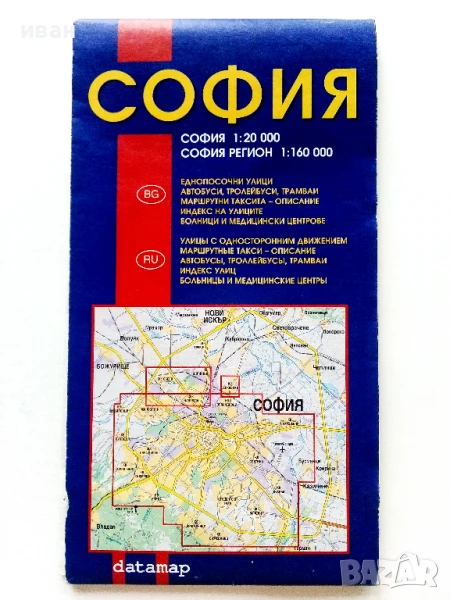 иван
СОФИЯ
СОФИЯ 1:20 000
СОФИЯ РЕГИОН 1:160 000
BG
ЕДНОПОСОЧНИ УЛИЦИ
АВТОБУСИ, ТРОЛЕЙБУСИ, ТРАМВАИ
МАРШРУТНИ ТАКСИТА – ОПИСАНИЕ
ИНДЕКС НА УЛИЦИТЕ
БОЛНИЦИ И МЕДИЦИНСКИ ЦЕНТРОВЕ
RU
УЛИЦЫ С ОДНОСТОРОННИМ ДВИЖЕНИЕМ
МАРШРУТНЫЕ ТАКСИ – ОПИСАНИЕ
АВТОБУСЫ, ТРОЛЛЕЙБУСЫ, ТРАМВАИ
ИНДЕКС УЛИЦ
БОЛЬНИЦЫ И МЕДИЦИНСКИЕ ЦЕНТРЫ
НОВИ
ИСКЪР
БОЖУРИЩЕ
СОФИЯ
datamap
BAZAR